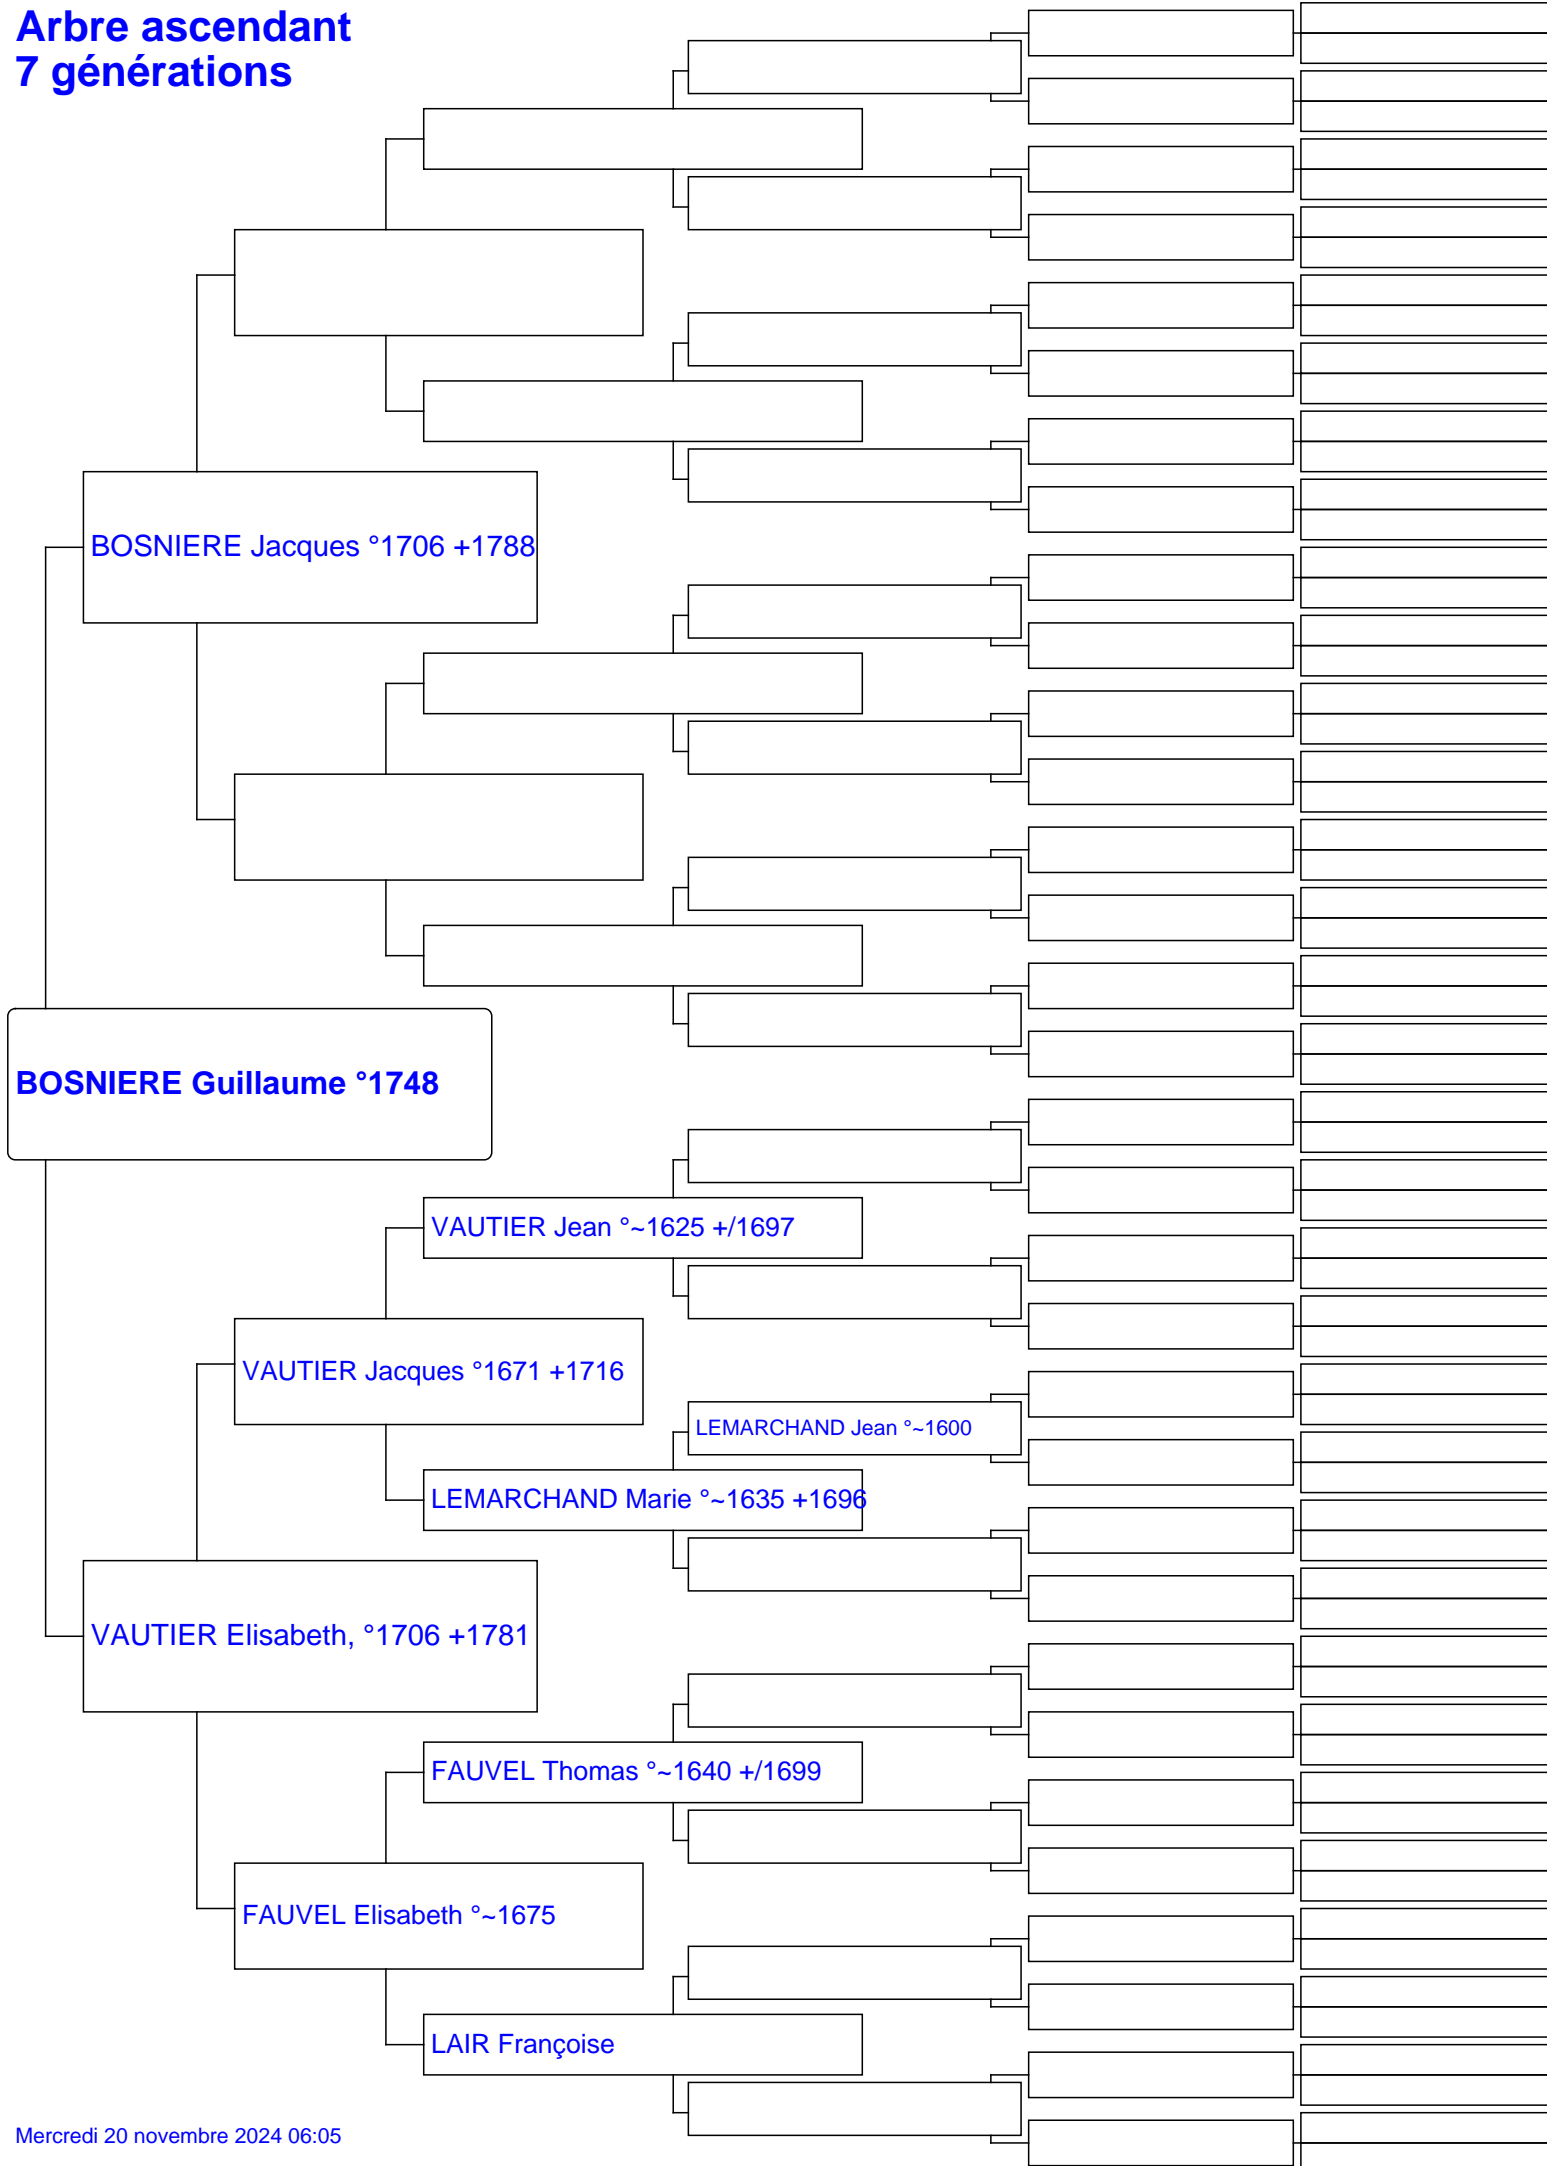 Arbre ascendant
7 générations
BOSNIERE Jacques °1706 +1788
BOSNIERE Guillaume °1748
VAUTIER Jean °~1625 +/1697
VAUTIER Jacques °1671 +1716
LEMARCHAND Jean °~1600
LEMARCHAND Marie °~1635 +1696
VAUTIER Elisabeth, °1706 +1781
FAUVEL Thomas °~1640 +/1699
FAUVEL Elisabeth °~1675
LAIR Françoise
Mercredi 20 novembre 2024 06:05